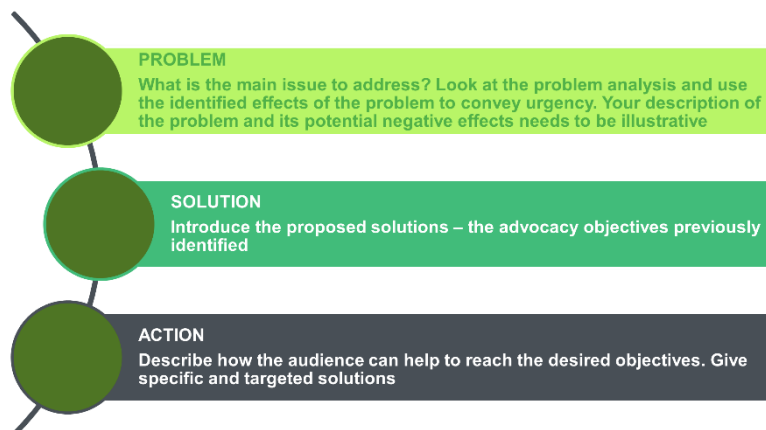 PROBLEM
What is the main issue to address? Look at the problem analysis and use
the identified effects of the problem to convey urgency. Your description of
the problem and its potential negative effects needs to be illustrative
SOLUTION
Introduce the proposed solutions – the advocacy objectives previously
identified
ACTION
Describe how the audience can help to reach the desired objectives. Give
specific and targeted solutions